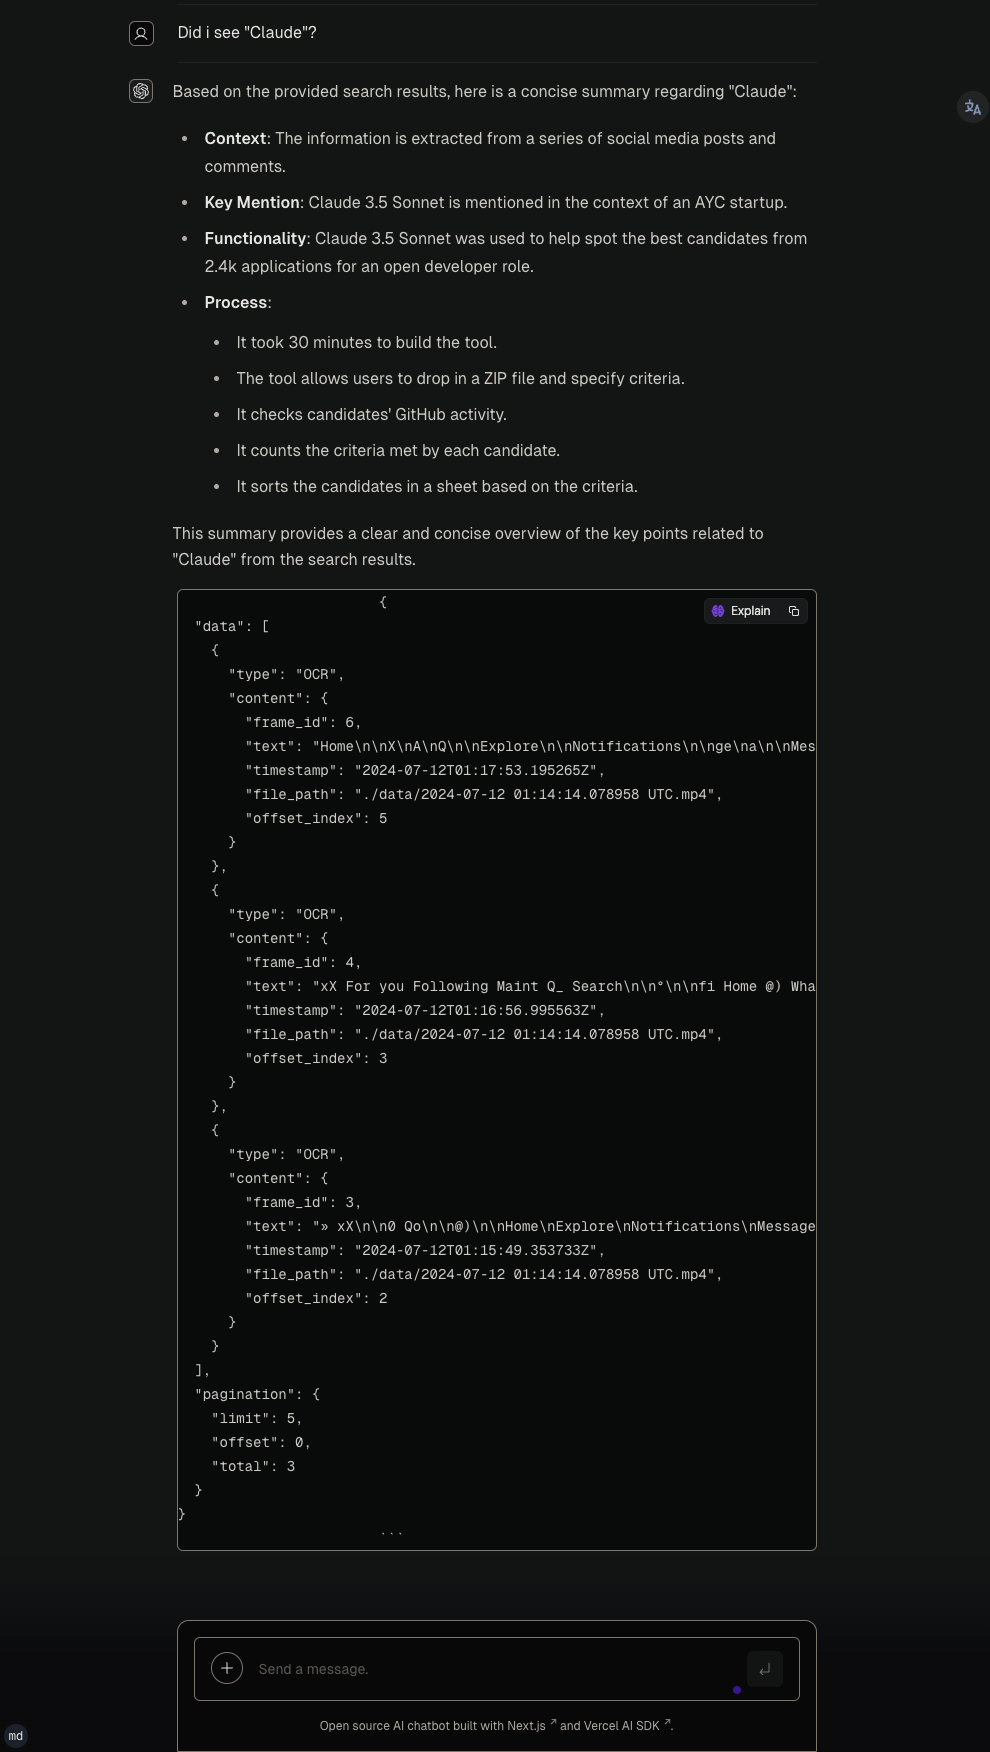 Did i see "Claude"?
Based on the provided search results, here is a concise summary regarding "Claude":
Context: The information is extracted from a series of social media posts and
comments.
Key Mention: Claude 3.5 Sonnet is mentioned in the context of an AYC startup.
Functionality: Claude 3.5 Sonnet was used to help spot the best candidates from
2.4k applications for an open developer role.
Process:
It took 30 minutes to build the tool.
The tool allows users to drop in a ZIP file and specify criteria.
It checks candidates' GitHub activity.
It counts the criteria met by each candidate.
It sorts the candidates in a sheet based on the criteria.
This summary provides a clear and concise overview of the key points related to
"Claude" from the search results.
{
Explain
"data": [
{
"type": "OCR",
"content": {
"frame_id": 6,
"text": "Home\n\nX\nA\nQ\n\nExplore\n\nNotifications\n\nge\na\n\nMes
"timestamp": "2024-07-12T01:17:53.195265Z",
"file_path": "./data/2024-07-12 01:14:14.078958 UTC.mp4",
"offset_index": 5
}
},
{
"type": "OCR",
"content": {
"frame_id": 4,
"text": "xX For you Following Maint Q_ Search\n\n°\n\nfi Home @) Wha
"timestamp": "2024-07-12T01:16:56.995563Z",
"file_path": "./data/2024-07-12 01:14:14.078958 UTC.mp4",
"offset_index": 3
}
},
{
"type": "OCR",
"content": {
"frame_id": 3,
"text": "» xX\n\n0 Qo\n\n@)\n\nHome\nExplore\nNotifications\nMessage
"timestamp": "2024-07-12T01:15:49.353733Z",
"file_path": "./data/2024-07-12 01:14:14.078958 UTC.mp4",
"offset_index": 2
}
}
],
"pagination": {
"limit": 5,
"offset": 0,
"total": 3
}
}
```
Send a message.
Open source AI chatbot built with Next.js ↗ and Vercel AI SDK ↗.
md